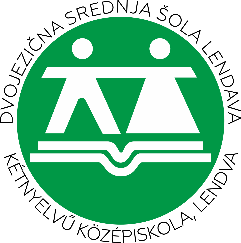 DVOJEZIČNA SREDNJA ŠOLA LENDAVA
KÉTNYELVŰ KÖZÉPISKOLA, LENDVA